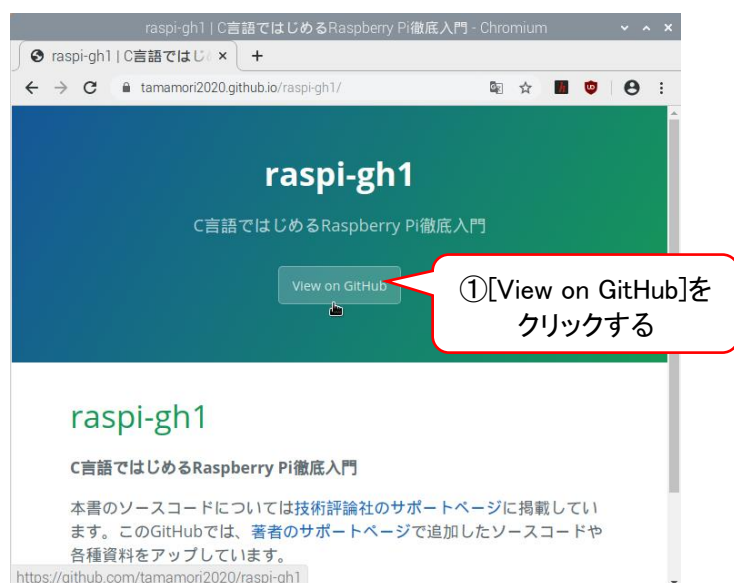 raspi-gh1 | C言語ではじめるRaspberry Pi徹底入門 - Chromium
raspi-gh1 | C言語ではじ
tamamori2020.github.io/raspi-gh1/
raspi-gh1
C言語ではじめるRaspberry Pi徹底入門
View on GitHub
①[View on GitHub]を
クリックする
raspi-gh1
C言語ではじめるRaspberry Pi徹底入門
本書のソースコードについては技術評論社のサポートページに掲載してい
ます。このGitHubでは、著者のサポートページで追加したソースコードや
各種資料をアップしています。
https://github.com/tamamori2020/raspi-gh1